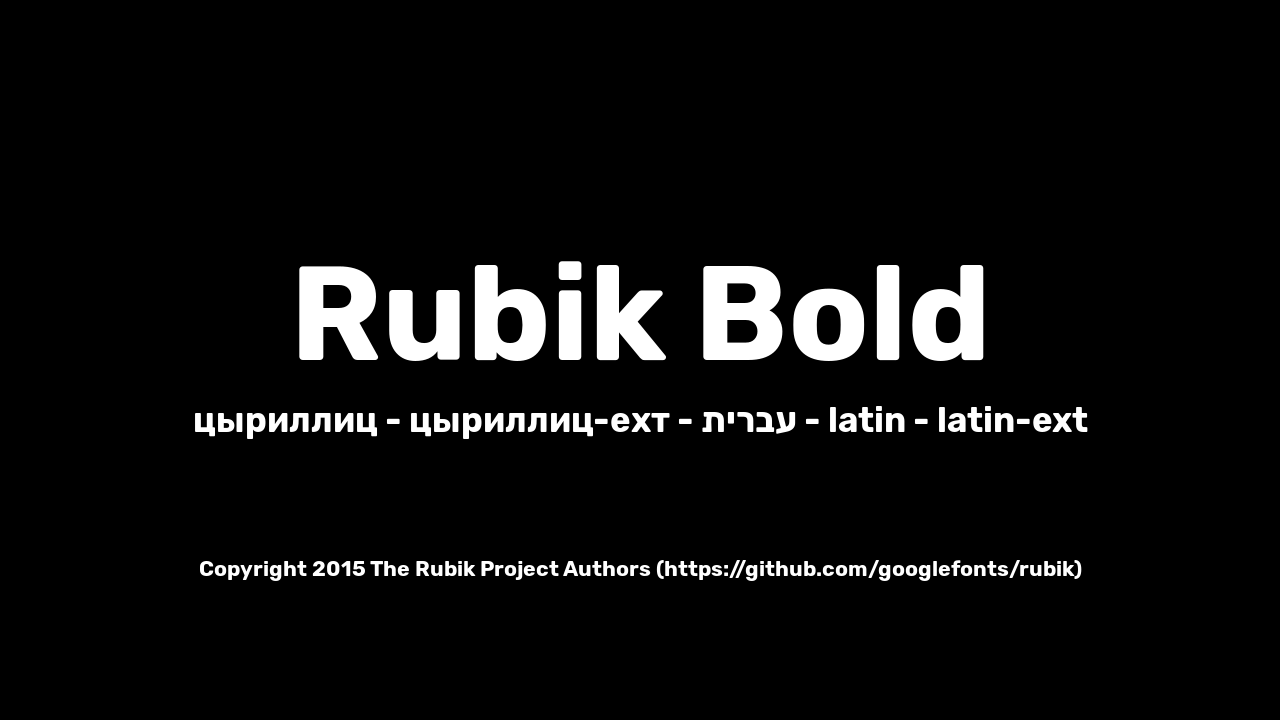 Rubik Bold
цыриллиц - цыриллиц-ехт - עברית - latin - latin-ext
Copyright 2015 The Rubik Project Authors (https://github.com/googlefonts/rubik)